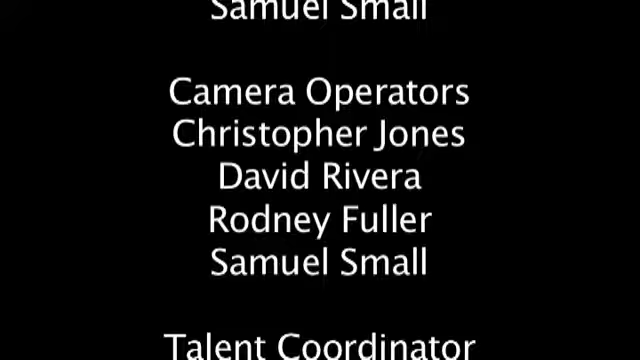 Samuel Small
Camera Operators
Christopher Jones
David Rivera
Rodney Fuller
Samuel Small
Talent Coordinator